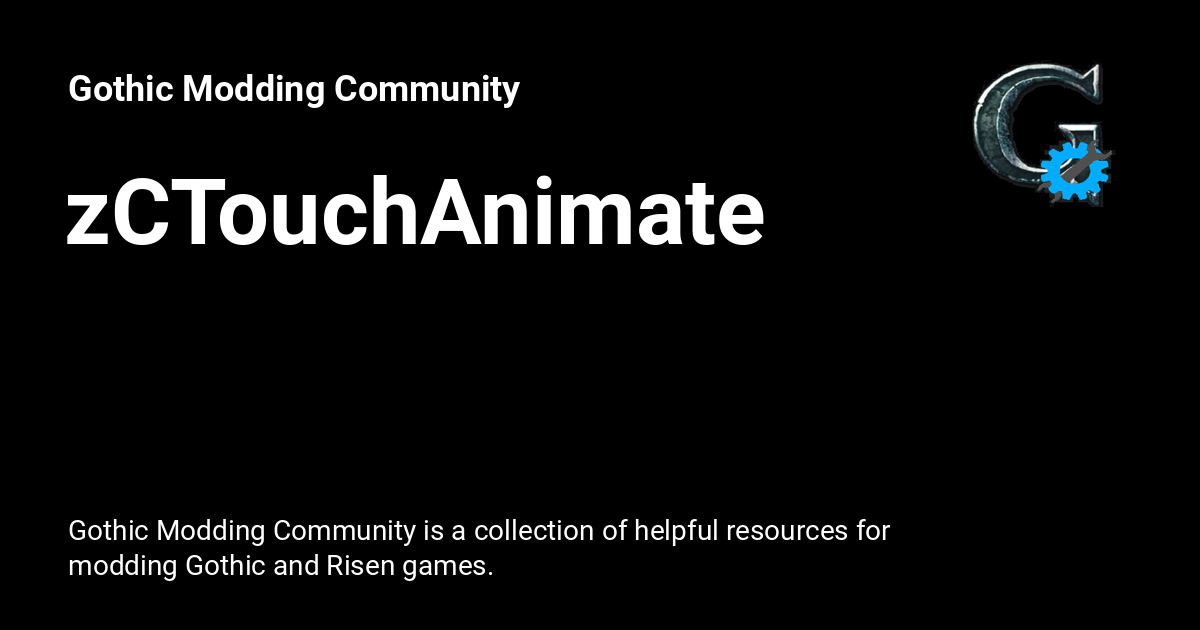 Gothic Modding Community
zCTouchAnimate
G
Gothic Modding Community is a collection of helpful resources for
modding Gothic and Risen games.